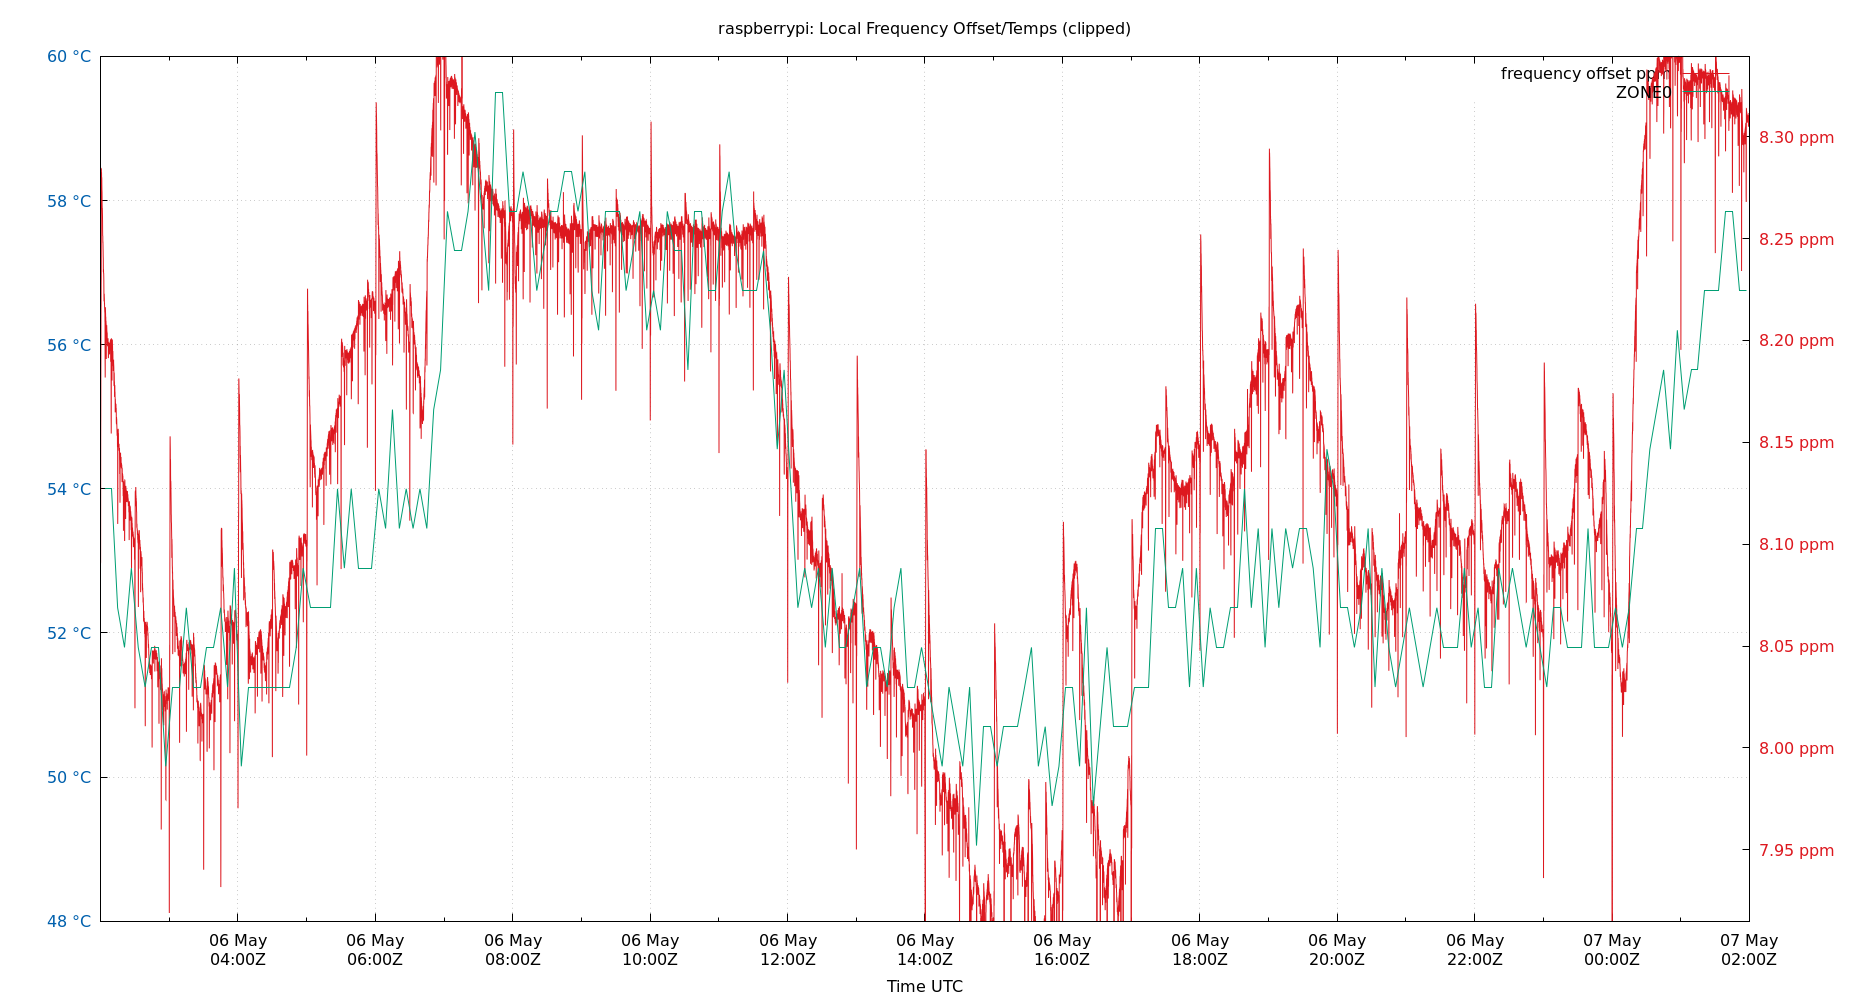 raspberrypi: Local Frequency Offset/Temps (clipped)
60 °C
58 °C
56 °C
54 °C
52 °C
50 °C
48 °C
frequency offset pp
ZONE0
8.30 ppm
8.25 ppm
8.20 ppm
8.15 ppm
8.10 ppm
8.05 ppm
8.00 ppm
7.95 ppm
06 May 06 May 06 May 06 May 06 May 06 May 06 May 06 May 06 May 06 May 07 May 07 May
04:00Z 06:00Z 08:00Z 10:00Z 12:00Z 14:00Z 16:00Z 18:00Z 20:00Z 22:00Z 00:00Z 02:00Z
Time UTC